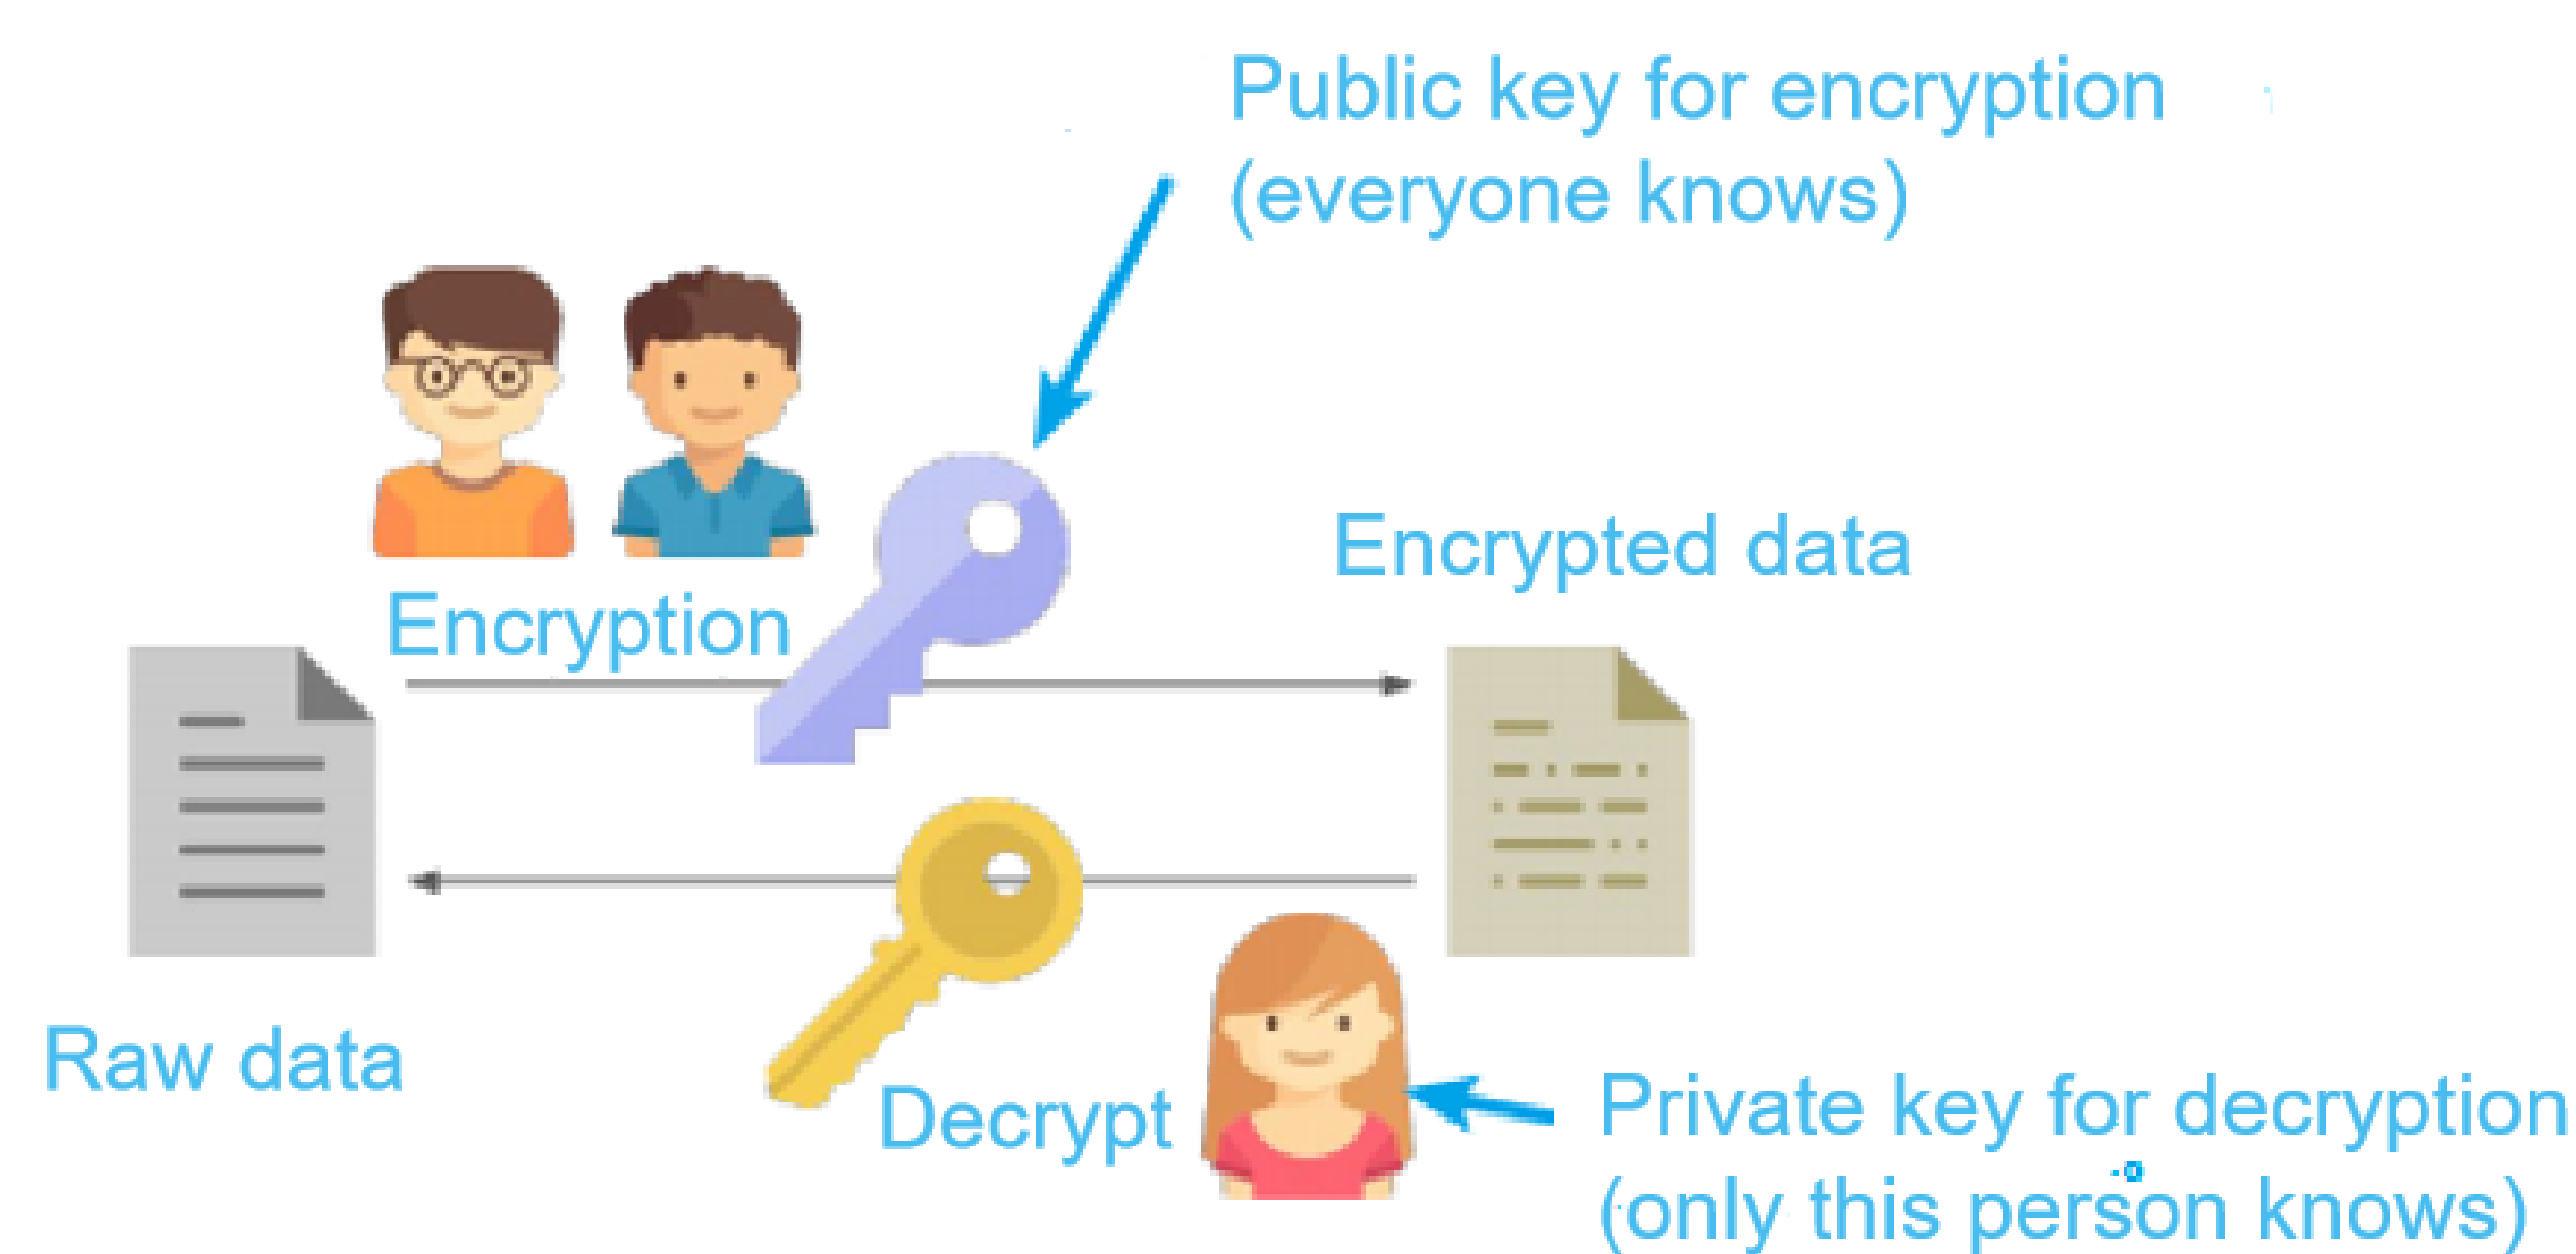 Public key for encryption
(everyone knows)
Encrypted data
Encryption
Raw data
Decrypt
Private key for decryption
(only this person knows)